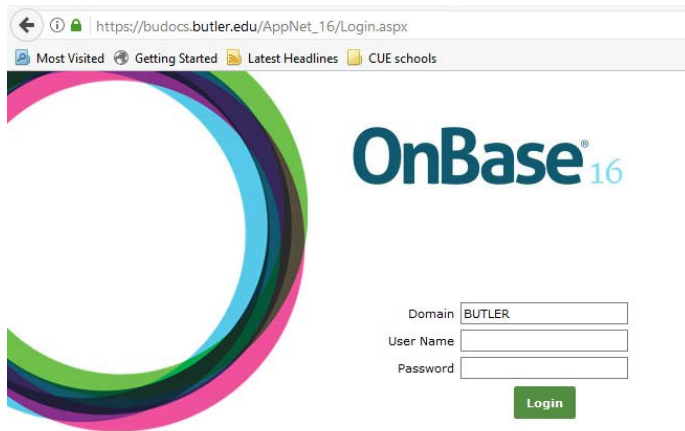 https://budocs.butler.edu/AppNet_16/Login.aspx
Most Visited Getting Started Latest Headlines CUE schools
OnBase® 16
Domain BUTLER
User Name
Password
Login